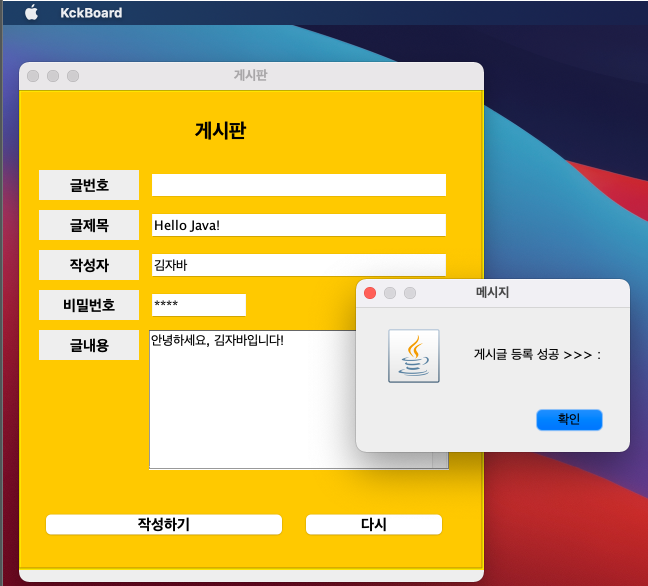 KckBoard
게시판
게시판
글번호
글제목 Hello Java!
작성자 김자바
비밀번호 ****
글내용 안녕하세요, 김자바입니다!
메시지
게시글 등록 성공 >>> :
확인
작성하기 다시